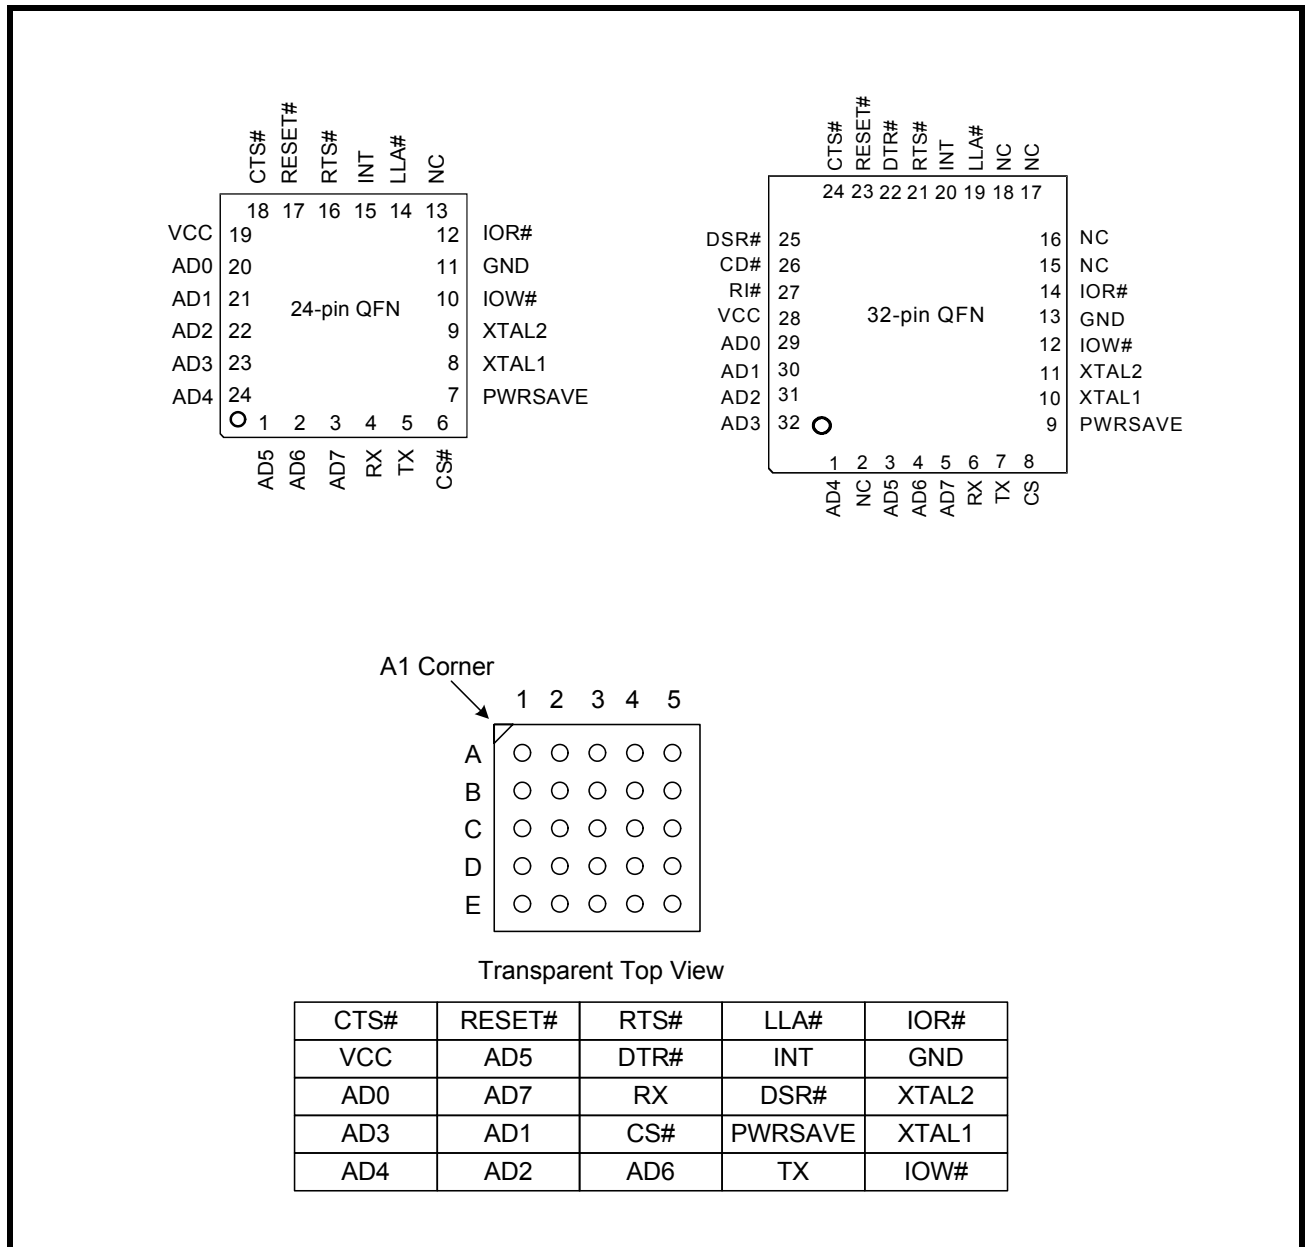 CTS# RESET# RTS# INT LLA# NC
18 17 16 15 14 13
VCC 19 12 IOR#
AD0 20 11 GND
AD1 21 24-pin QFN 10 IOW#
AD2 22 9 XTAL2
AD3 23 8 XTAL1
AD4 24 7 PWRSAVE
1 2 3 4 5 6
AD5 AD6 AD7 RX TX CS#
CTS# RESET# DTR# RTS# INT LLA# NC NC
24 23 22 21 20 19 18 17
DSR# 25 16 NC
CD# 26 15 NC
RI# 27 14 IOR#
VCC 28 32-pin QFN 13 GND
AD0 29 12 IOW#
AD1 30 11 XTAL2
AD2 31 10 XTAL1
AD3 32 9 PWRSAVE
1 2 3 4 5 6 7 8
AD4 NC AD5 AD6 AD7 RX TX CS
A1 Corner
1 2 3 4 5
A
B
C
D
E
Transparent Top View
CTS# RESET# RTS# LLA# IOR#
VCC AD5 DTR# INT GND
AD0 AD7 RX DSR# XTAL2
AD3 AD1 CS# PWRSAVE XTAL1
AD4 AD2 AD6 TX IOW#